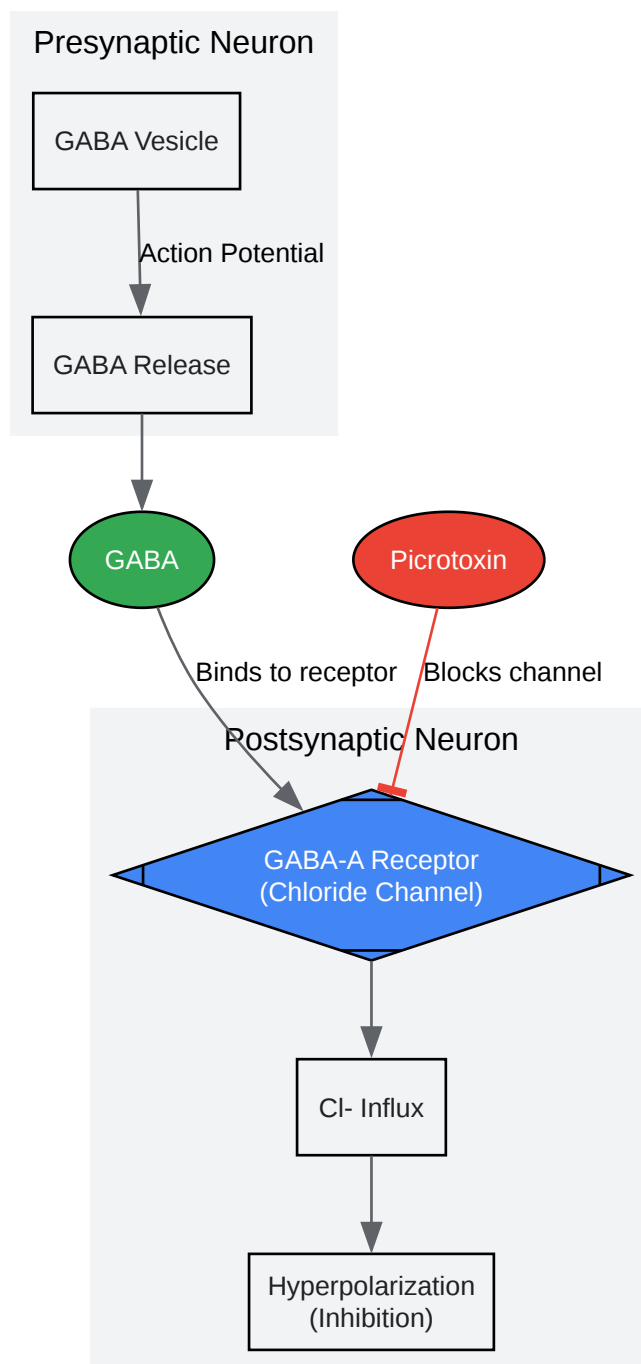 Presynaptic Neuron
GABA Vesicle
Action Potential
GABA Release
GABA
Picrotoxin
Binds to receptor
Blocks channel
Postsynaptic Neuron
GABA-A Receptor
(Chloride Channel)
Cl- Influx
Hyperpolarization
(Inhibition)